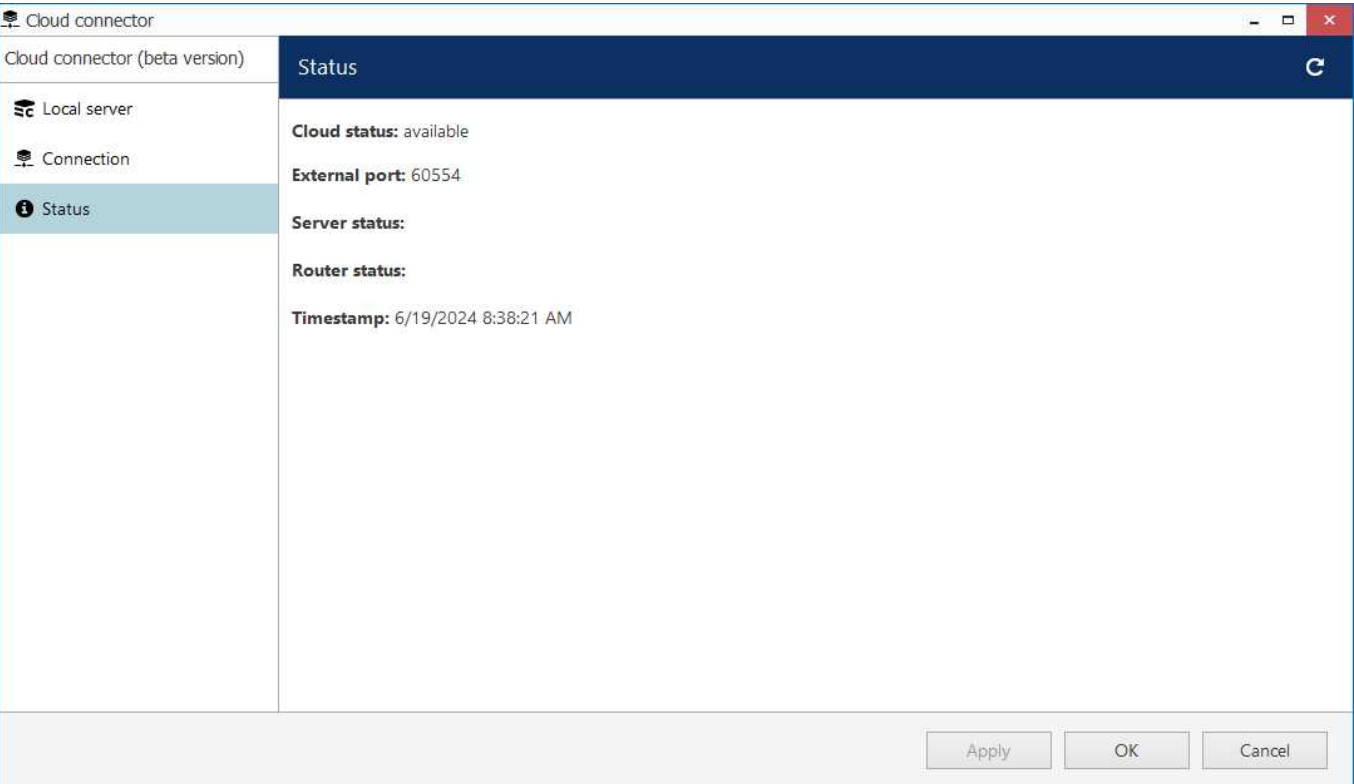 Cloud connector
Cloud connector (beta version)
Local server
Connection
Status
Status
Cloud status: available
External port: 60554
Server status:
Router status:
Timestamp: 6/19/2024 8:38:21 AM
Apply
OK
Cancel